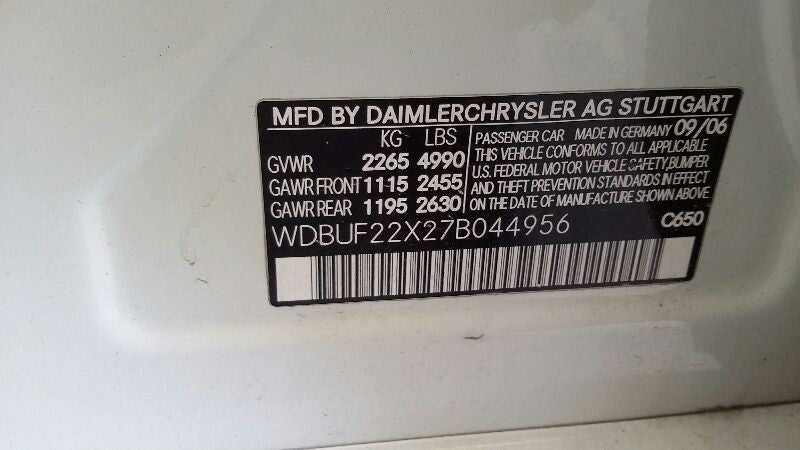 MFD BY DAIMLERCHRYSLER AG STUTTGART
KG LBS
GVWR 2265 4990
GAWR FRONT 1115 2455
GAWR REAR 1195 2630
PASSENGER CAR MADE IN GERMANY 09/06
THIS VEHICLE CONFORMS TO ALL APPLICABLE
U.S. FEDERAL MOTOR VEHICLE SAFETY,BUMPER
AND THEFT PREVENTION STANDARDS IN EFFECT
ON THE DATE OF MANUFACTURE SHOWN ABOVE
WDBUF22X27B044956
C650